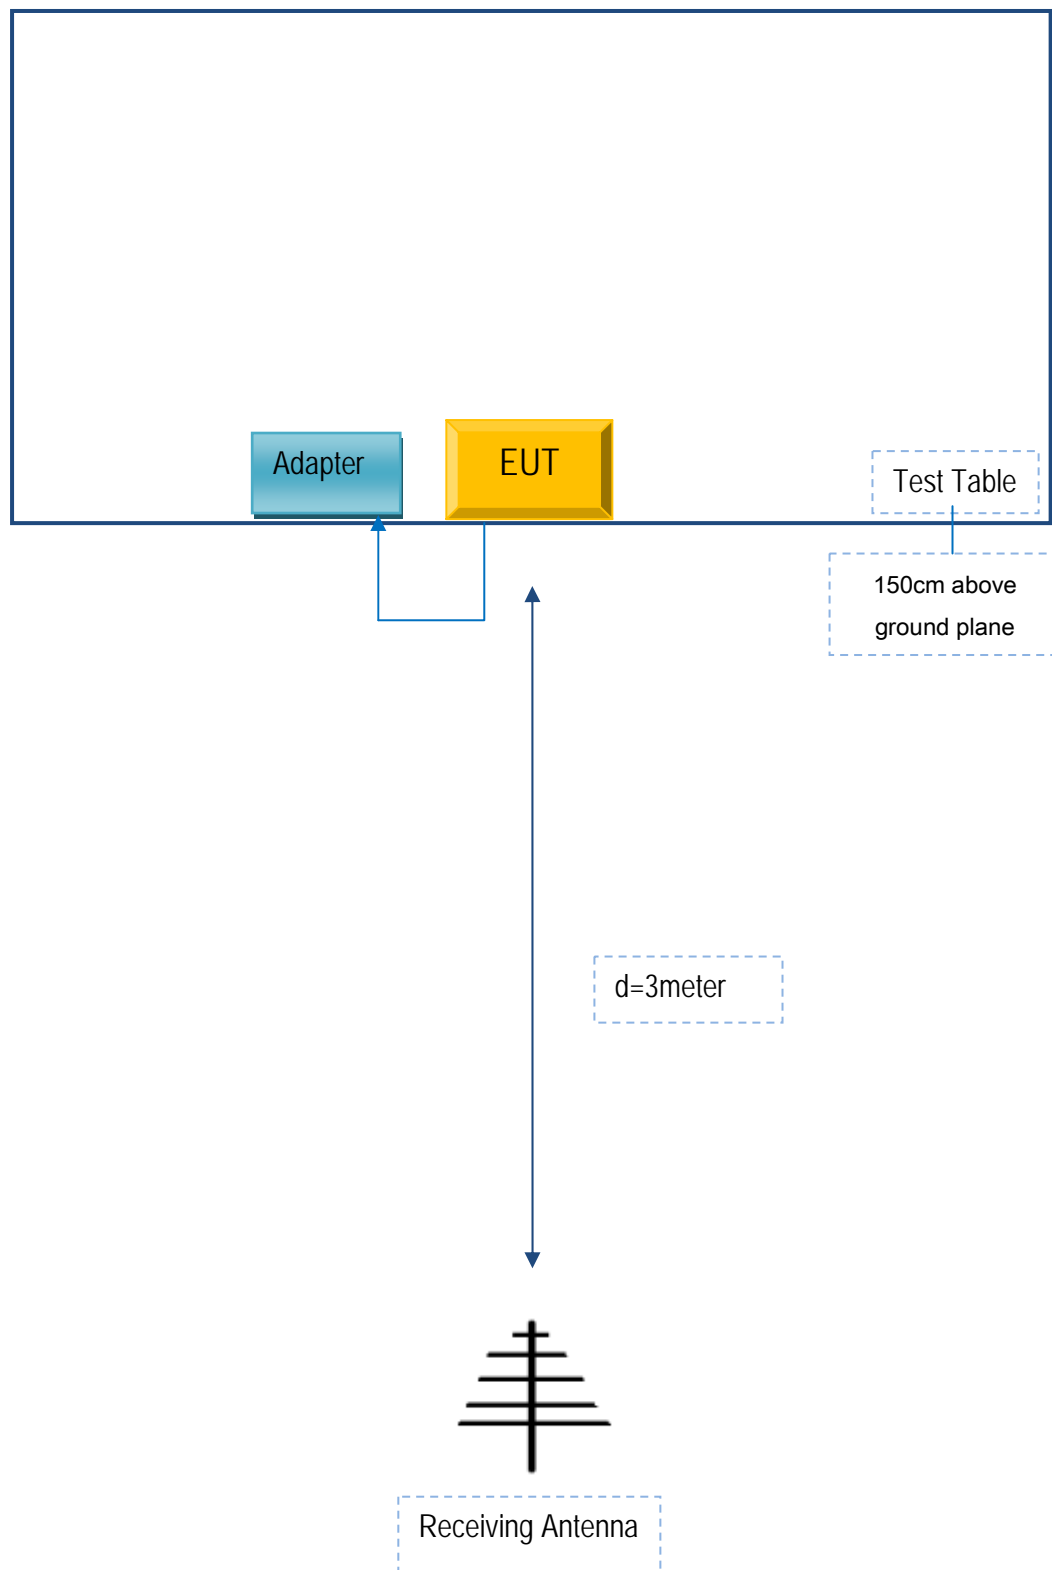 Adapter
EUT
Test Table
150cm above
ground plane
d=3meter
Receiving Antenna